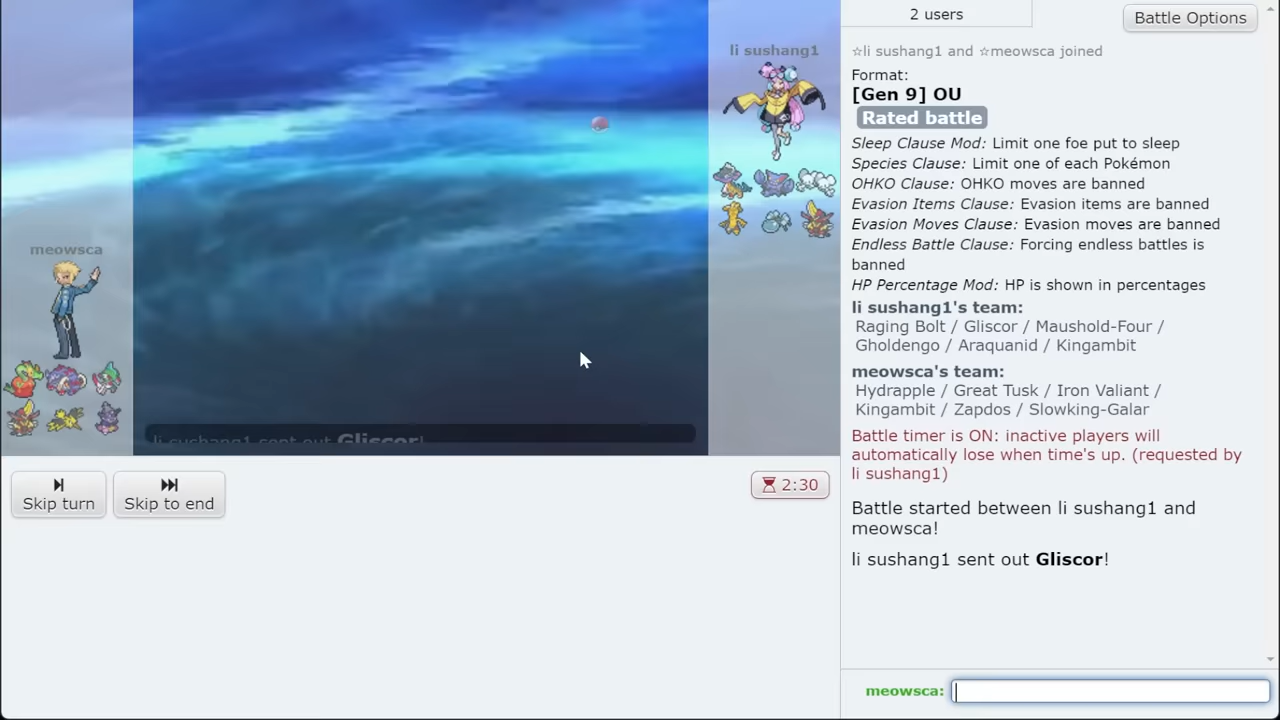 2 users
Battle Options
☆li sushang1 and ☆meowsca joined
Format:
[Gen 9] OU
Rated battle
Sleep Clause Mod: Limit one foe put to sleep
Species Clause: Limit one of each Pokémon
OHKO Clause: OHKO moves are banned
Evasion Items Clause: Evasion items are banned
Evasion Moves Clause: Evasion moves are banned
Endless Battle Clause: Forcing endless battles is
banned
HP Percentage Mod: HP is shown in percentages
li sushang1's team:
Raging Bolt / Gliscor / Maushold-Four /
Gholdengo / Araquanid / Kingambit
meowsca's team:
Hydrapple / Great Tusk / Iron Valiant /
Kingambit / Zapdos / Slowking-Galar
Battle timer is ON: inactive players will
automatically lose when time's up. (requested by
li sushang1)
Battle started between li sushang1 and
meowsca!
li sushang1 sent out Gliscor!
meowsca:
li sushang1
meowsca
li sushang1 sent out Gliscor!
Skip turn
Skip to end
2:30